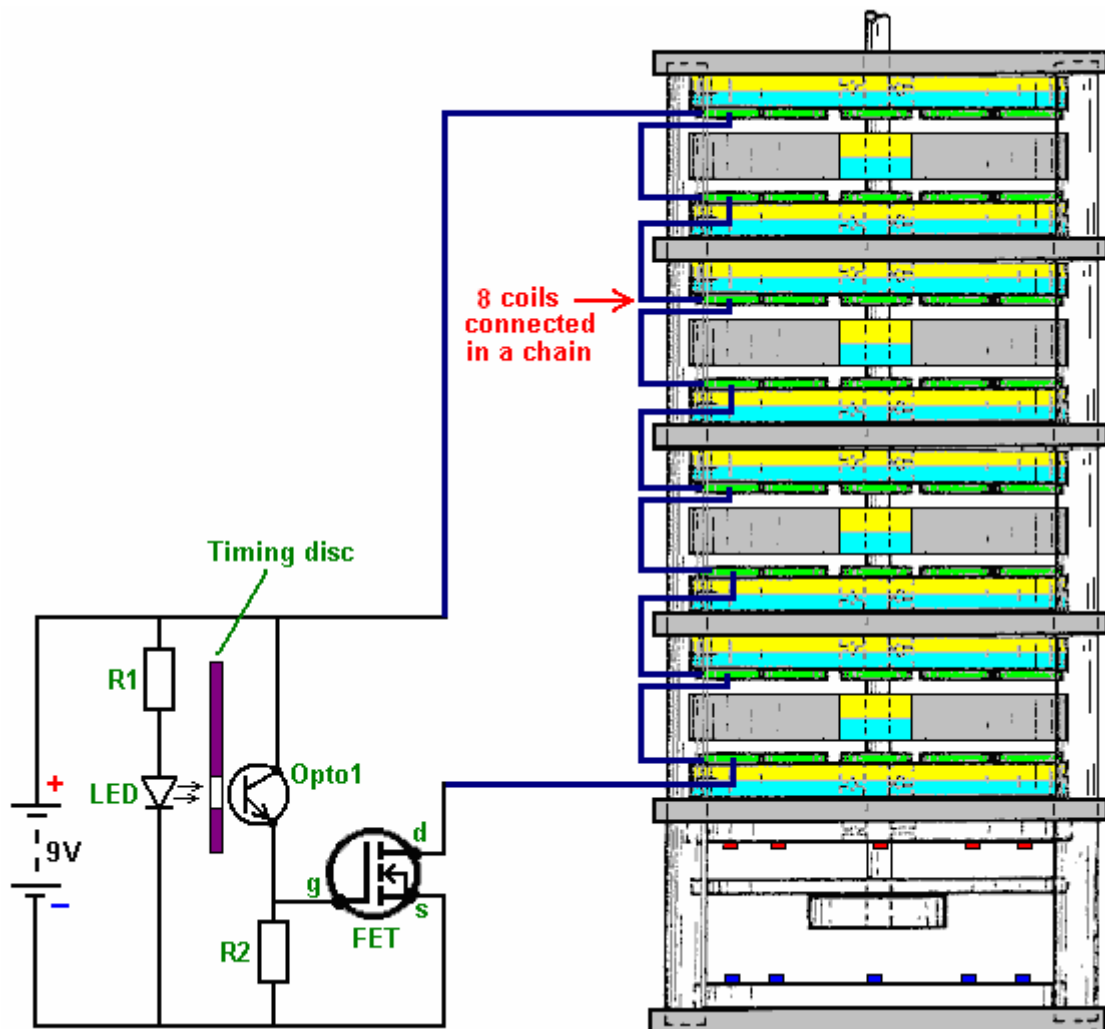 8 coils
connected
in a chain
Timing disc
R1
+
LED
Opto1
9V
d
g
s
FET
R2